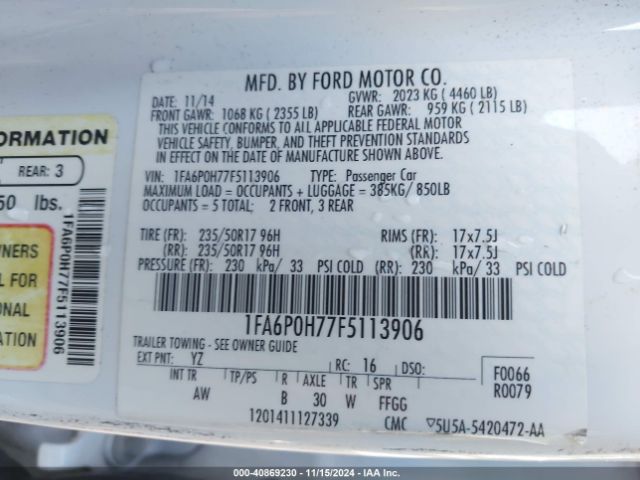 MFD. BY FORD MOTOR CO.
DATE: 11/14 GVWR: 2023 KG ( 4460 LB)
FRONT GAWR: 1068 KG ( 2355 LB) REAR GAWR: 959 KG ( 2115 LB)
THIS VEHICLE CONFORMS TO ALL APPLICABLE FEDERAL MOTOR
VEHICLE SAFETY, BUMPER, AND THEFT PREVENTION STANDARDS
IN EFFECT ON THE DATE OF MANUFACTURE SHOWN ABOVE.
VIN: 1FA6P0H77F5113906 TYPE: Passenger Car
MAXIMUM LOAD = OCCUPANTS + LUGGAGE = 385KG/ 850LB
OCCUPANTS = 5 TOTAL; 2 FRONT, 3 REAR
TIRE (FR): 235/50R17 96H RIMS (FR): 17x7.5J
(RR): 235/50R17 96H (RR): 17x7.5J
PRESSURE (FR): 230 kPa/ 33 PSI COLD (RR): 230 kPa/ 33 PSI COLD
1FA6P0H77F5113906
TRAILER TOWING - SEE OWNER GUIDE
EXT PNT: YZ RC: 16 DSO: F0066
R0079
INT TR TP/PS R AXLE TR SPR
AW B 30 W FFGG
1201411127339 CMC ▽5U5A-5420472-AA
ORMATION
REAR: 3
50 lbs.
WNERS
L FOR
ONAL
ATION
1FA6P0H77F5113906
000-40869230 - 11/15/2024 - IAA Inc.